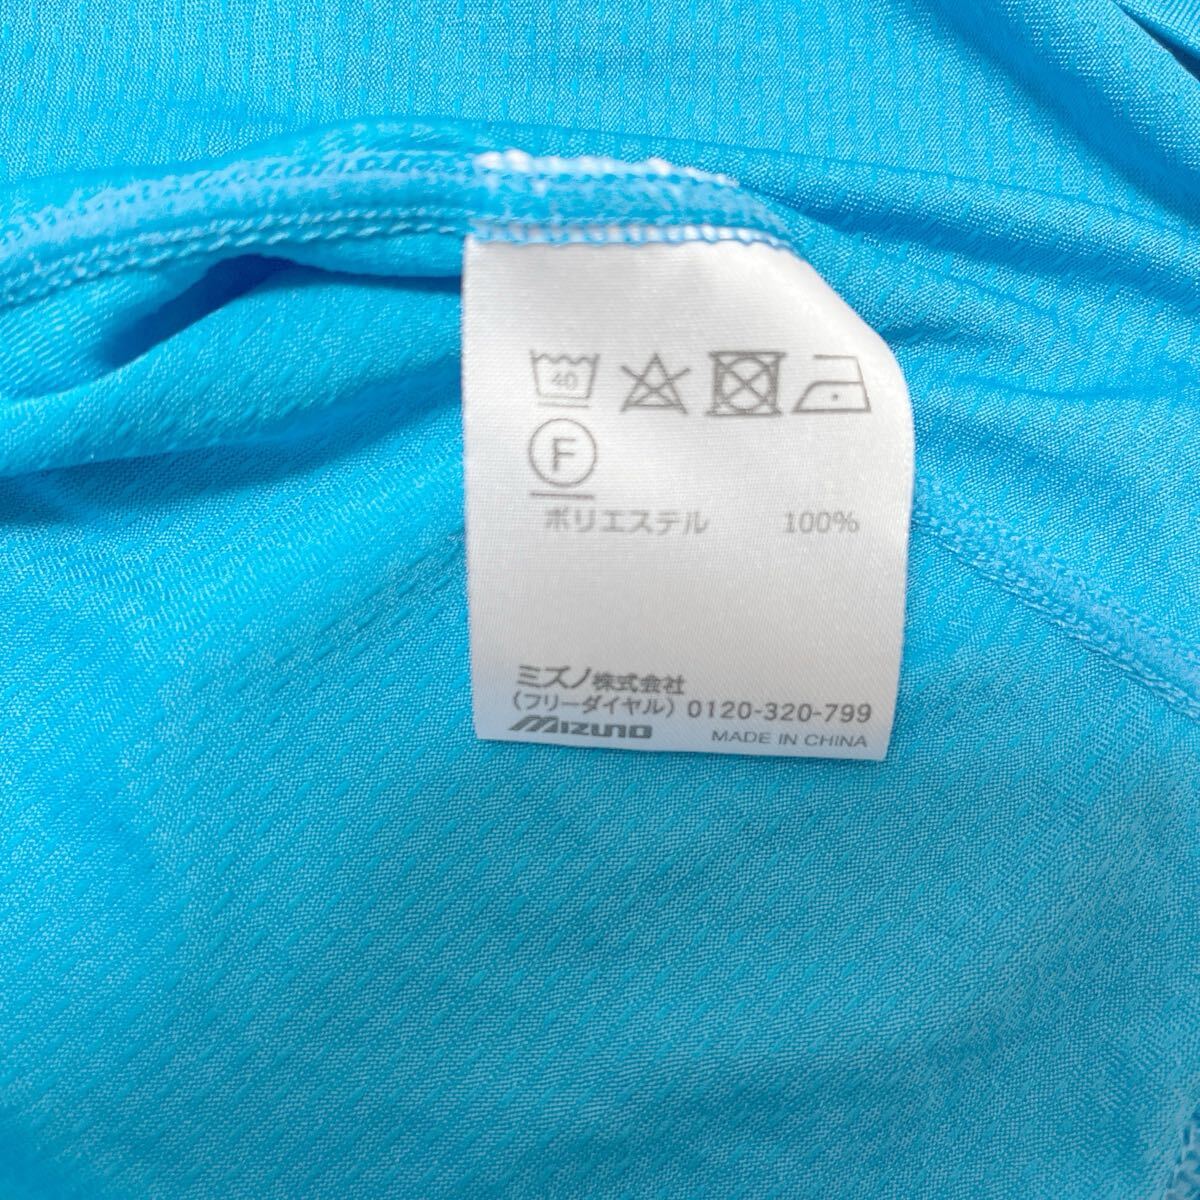 40
F
ポリエステル 100%
ミズノ株式会社
(フリーダイヤル) 0120-320-799
MIZUNO MADE IN CHINA